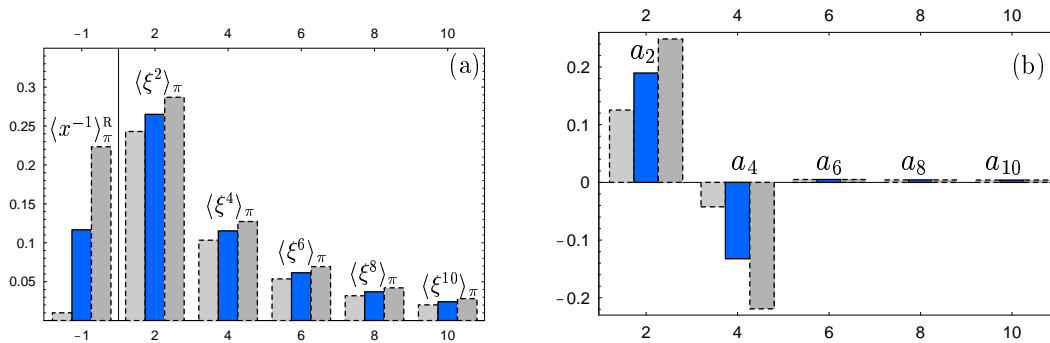 −1 2 4 6 8 10
(a)
⟨ξ²⟩π
0.3
⟨x⁻¹⟩ᴿπ
0.25
0.2
⟨ξ⁴⟩π
0.15
⟨ξ⁶⟩π
0.1
⟨ξ⁸⟩π
⟨ξ¹⁰⟩π
0.05
−1 2 4 6 8 10
2 4 6 8 10
(b)
a₂
0.2
0.1
a₄ a₆ a₈ a₁₀
0
−0.1
−0.2
2 4 6 8 10